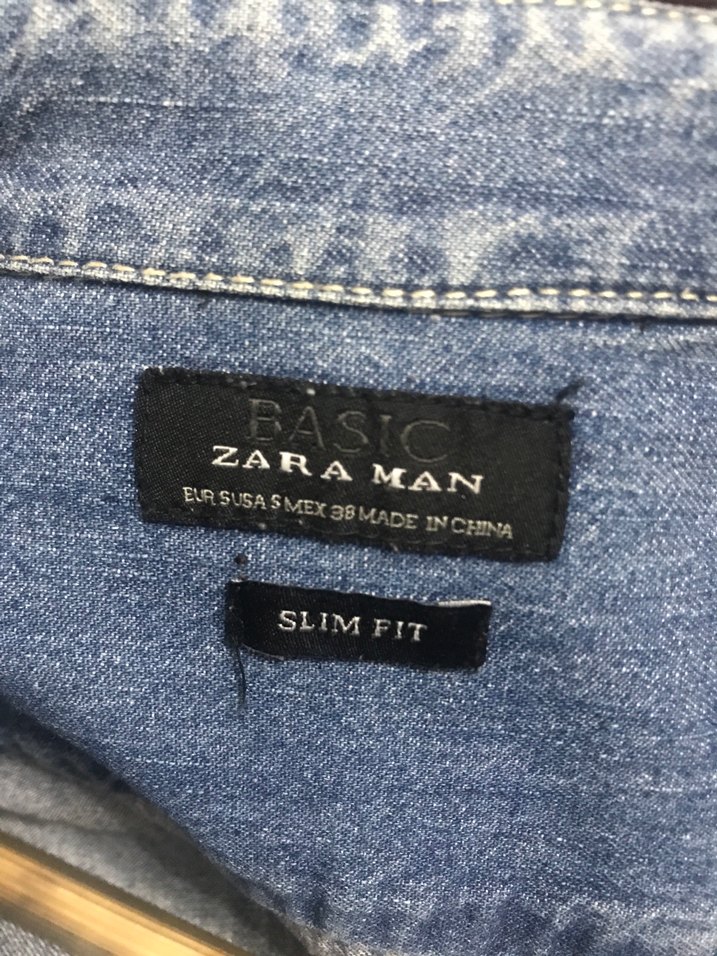 BASIC
ZARA MAN
EUR S USA S MEX 38 MADE IN CHINA
SLIM FIT